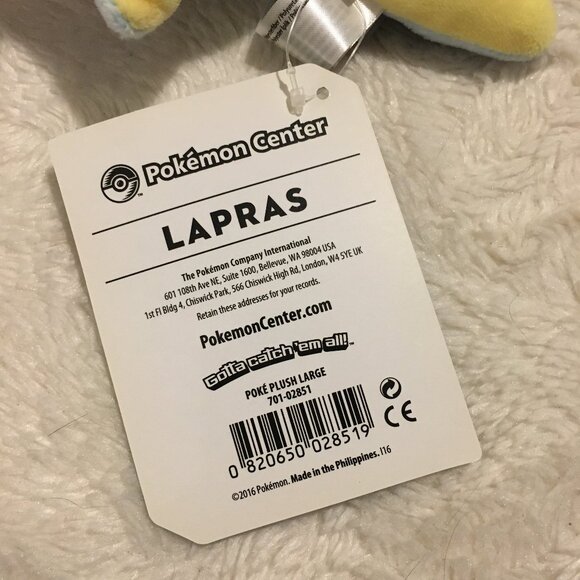 Pokémon Center
LAPRAS
The Pokémon Company International
601 108th Ave NE, Suite 1600, Bellevue, WA 98004 USA
1st Fl Bldg 4, Chiswick Park, 566 Chiswick High Rd, London, W4 5YE UK
Retain these addresses for your records.
PokemonCenter.com
Gotta catch 'em all!™
POKÉ PLUSH LARGE
701-02851
0 820650 028519
CE
©2016 Pokémon. Made in the Philippines. I16